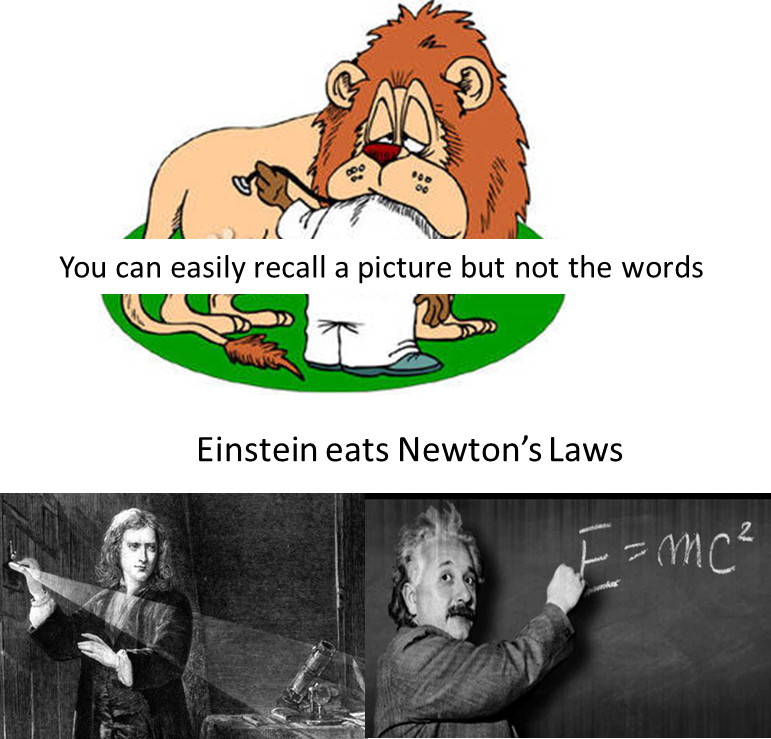 You can easily recall a picture but not the words
Einstein eats Newton’s Laws
E = mc²